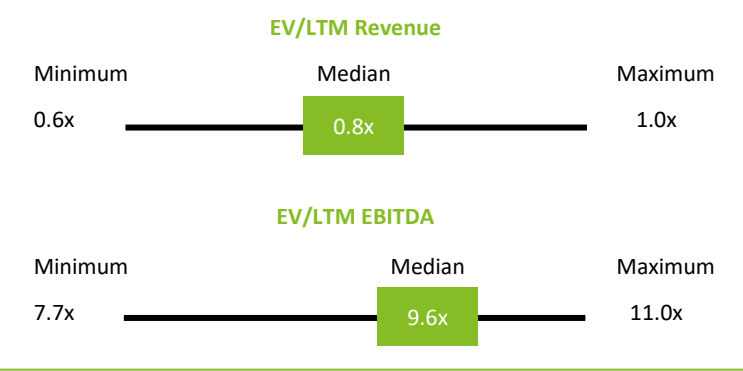 EV/LTM Revenue
Minimum Median Maximum
0.6x 0.8x 1.0x
EV/LTM EBITDA
Minimum Median Maximum
7.7x 9.6x 11.0x